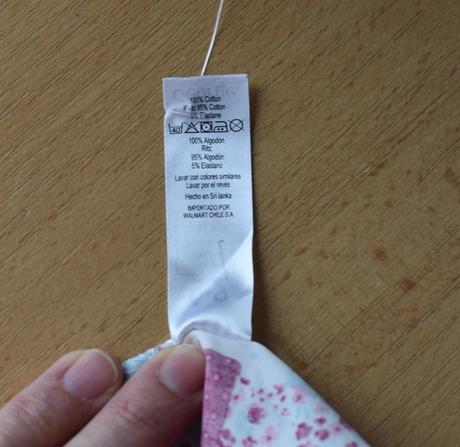 100% Cotton
95% Cotton
Elastane
40
100% Algodón
Rib:
95% Algodón
5% Elastano
Lavar con colores similares
Lavar por el revés
Hecho en Sri lanka
IMPORTADO POR:
WALMART CHILE S.A.